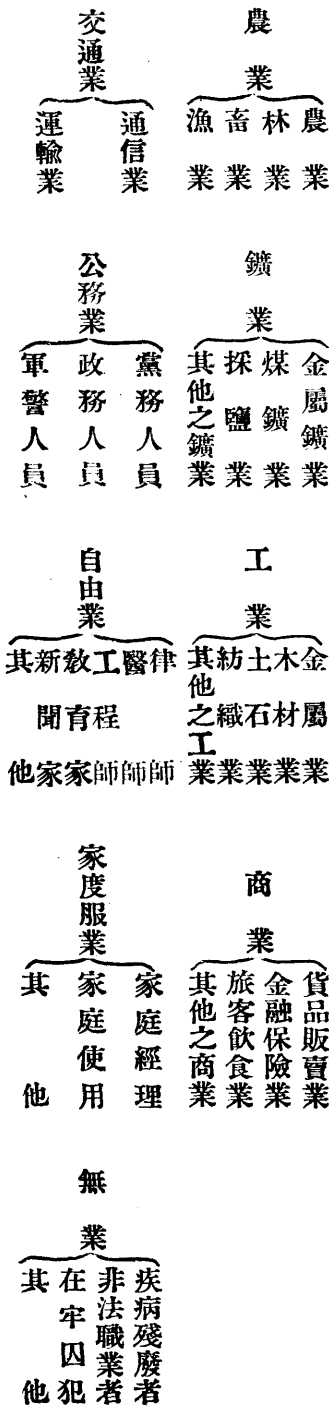 農業
農業
林業
畜業
漁業
鑛業
金屬鑛業
煤鑛業
採鹽業
其他之鑛業
工業
金屬業
木材業
土石業
紡織業
其他之工業
商業
貨品販賣業
金融保險業
旅客飲食業
其他之商業
交通業
通信業
運輸業
公務業
黨務人員
政務人員
軍警人員
自由業
律師
醫師
工程師
敎育家
新聞家
其他
家度服業
家庭經理
家庭使用
其他
無業
疾病殘廢者
非法職業者
在牢囚犯
其他